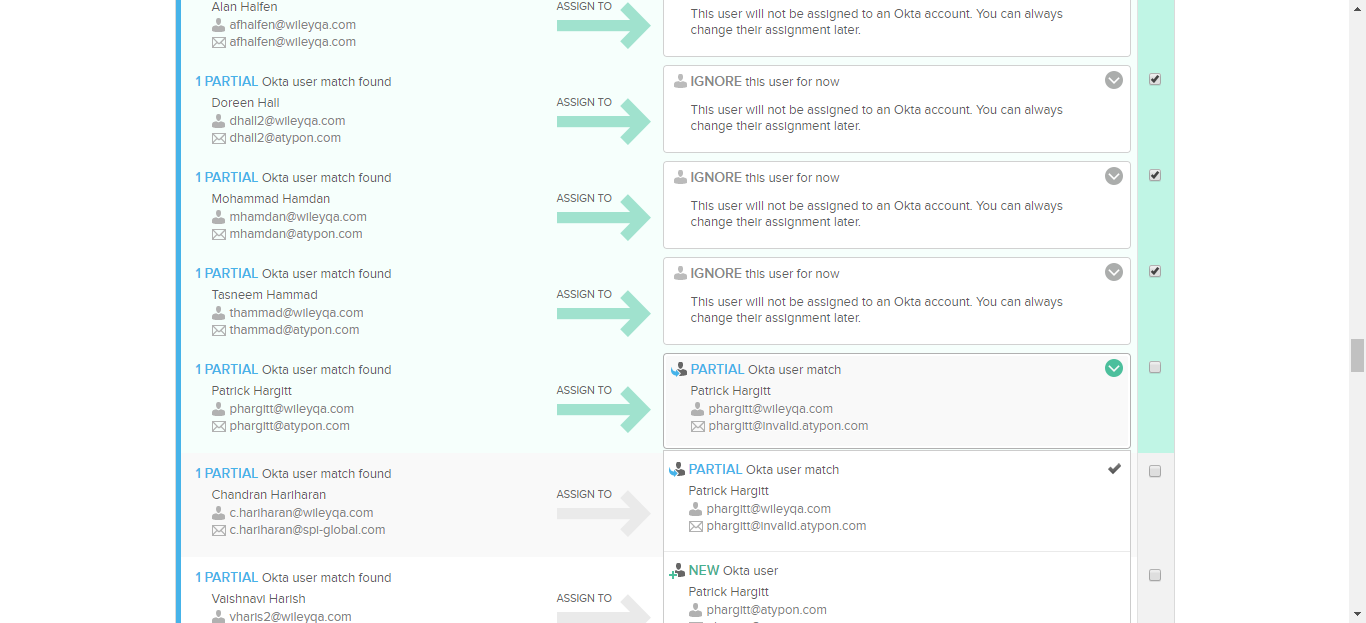 Alan Halfen
afhalfen@wileyqa.com
afhalfen@wileyqa.com
ASSIGN TO
This user will not be assigned to an Okta account. You can always
change their assignment later.
1 PARTIAL Okta user match found
Doreen Hall
dhall2@wileyqa.com
dhall2@atypon.com
ASSIGN TO
IGNORE this user for now
This user will not be assigned to an Okta account. You can always
change their assignment later.
1 PARTIAL Okta user match found
Mohammad Hamdan
mhamdan@wileyqa.com
mhamdan@atypon.com
ASSIGN TO
IGNORE this user for now
This user will not be assigned to an Okta account. You can always
change their assignment later.
1 PARTIAL Okta user match found
Tasneem Hammad
thammad@wileyqa.com
thammad@atypon.com
ASSIGN TO
IGNORE this user for now
This user will not be assigned to an Okta account. You can always
change their assignment later.
1 PARTIAL Okta user match found
Patrick Hargitt
phargitt@wileyqa.com
phargitt@atypon.com
ASSIGN TO
PARTIAL Okta user match
Patrick Hargitt
phargitt@wileyqa.com
phargitt@invalid.atypon.com
1 PARTIAL Okta user match found
Chandran Hariharan
c.hariharan@wileyqa.com
c.hariharan@spi-global.com
ASSIGN TO
PARTIAL Okta user match
Patrick Hargitt
phargitt@wileyqa.com
phargitt@invalid.atypon.com
1 PARTIAL Okta user match found
Vaishnavi Harish
vharis2@wileyqa.com
ASSIGN TO
NEW Okta user
Patrick Hargitt
phargitt@atypon.com